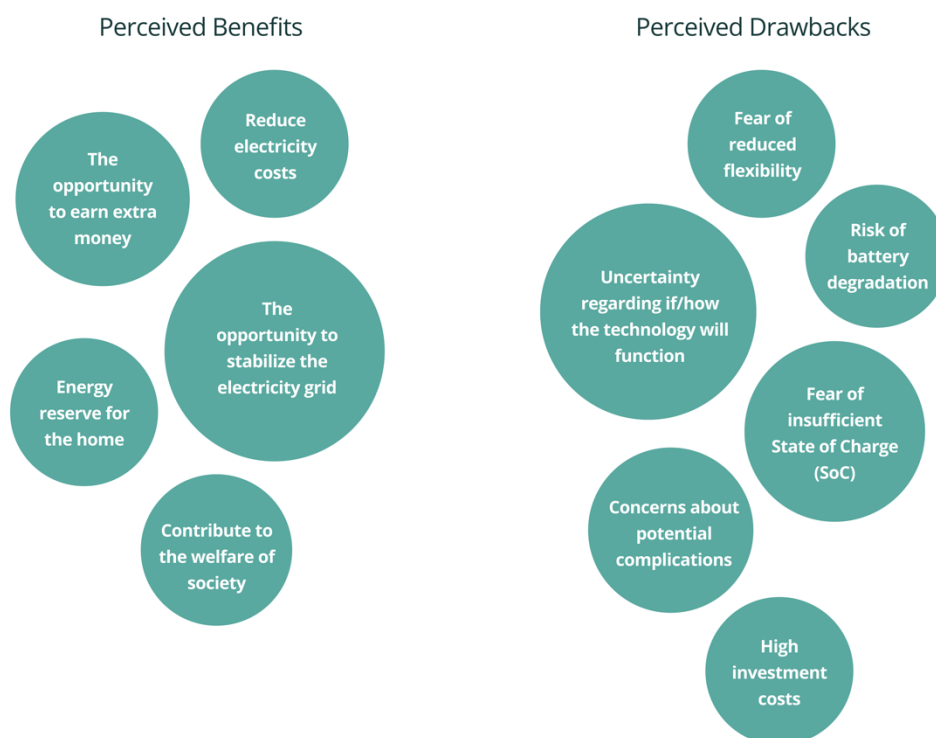 Perceived Benefits
Reduce
electricity
costs
The
opportunity
to earn extra
money
The
opportunity to
stabilize the
electricity grid
Energy
reserve for
the home
Contribute to
the welfare of
society
Perceived Drawbacks
Fear of
reduced
flexibility
Risk of
battery
degradation
Uncertainty
regarding if/how
the technology will
function
Fear of
insufficient
State of Charge
(SoC)
Concerns about
potential
complications
High
investment
costs